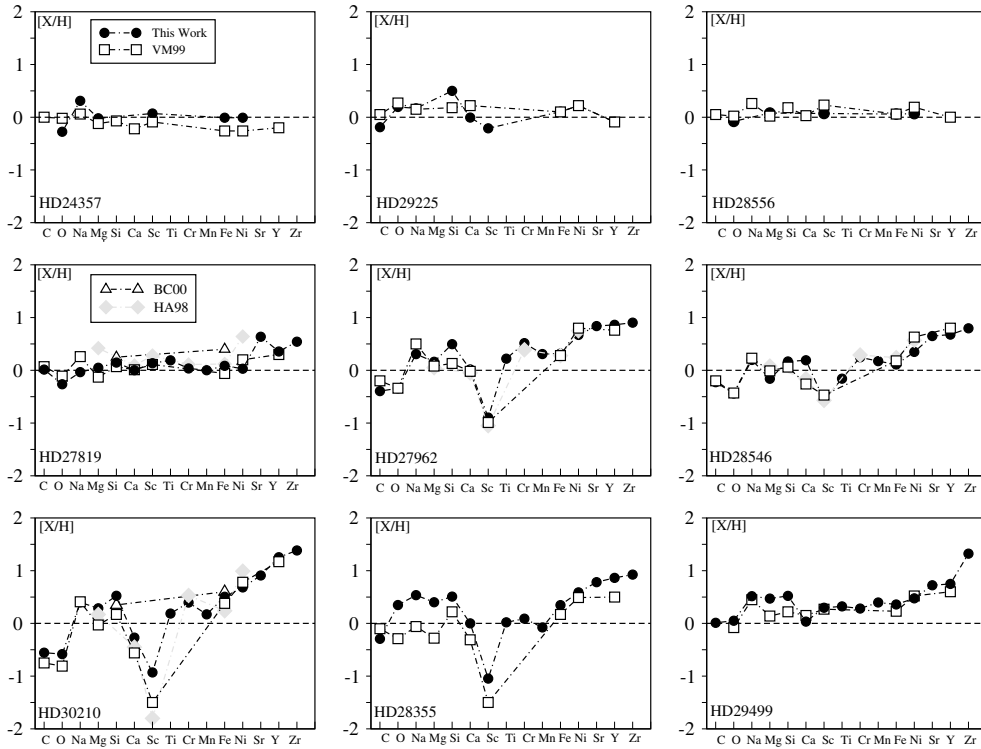 [X/H] [X/H] [X/H]
This Work
VM99
2 2 2
1 1 1
0 0 0
-1 -1 -1
-2 -2 -2
HD24357 HD29225 HD28556
C O Na Mg Si Ca Sc Ti Cr Mn Fe Ni Sr Y Zr C O Na Mg Si Ca Sc Ti Cr Mn Fe Ni Sr Y Zr C O Na Mg Si Ca Sc Ti Cr Mn Fe Ni Sr Y Zr
[X/H] [X/H] [X/H]
BC00
HA98
2 2 2
1 1 1
0 0 0
-1 -1 -1
-2 -2 -2
HD27819 HD27962 HD28546
C O Na Mg Si Ca Sc Ti Cr Mn Fe Ni Sr Y Zr C O Na Mg Si Ca Sc Ti Cr Mn Fe Ni Sr Y Zr C O Na Mg Si Ca Sc Ti Cr Mn Fe Ni Sr Y Zr
[X/H] [X/H] [X/H]
2 2 2
1 1 1
0 0 0
-1 -1 -1
-2 -2 -2
HD30210 HD28355 HD29499
C O Na Mg Si Ca Sc Ti Cr Mn Fe Ni Sr Y Zr C O Na Mg Si Ca Sc Ti Cr Mn Fe Ni Sr Y Zr C O Na Mg Si Ca Sc Ti Cr Mn Fe Ni Sr Y Zr